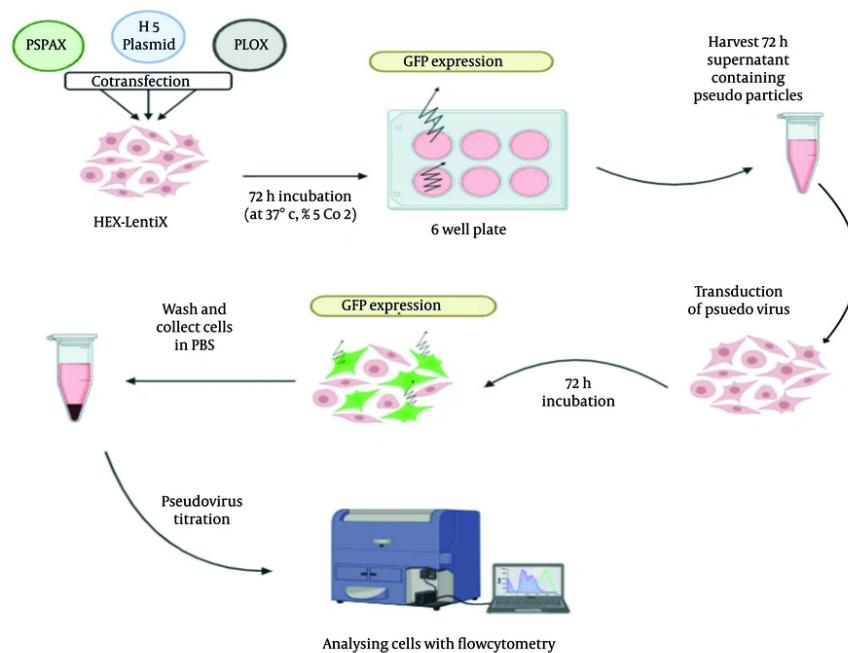 PSPAX
H 5
Plasmid
PLOX
Cotransfection
HEX-LentiX
72 h incubation
(at 37° c, % 5 Co 2)
GFP expression
6 well plate
Harvest 72 h
supernatant
containing
pseudo particles
Transduction
of psuedo virus
72 h
incubation
GFP expression
Wash and
collect cells
in PBS
Pseudovirus
titration
Analysing cells with flowcytometry